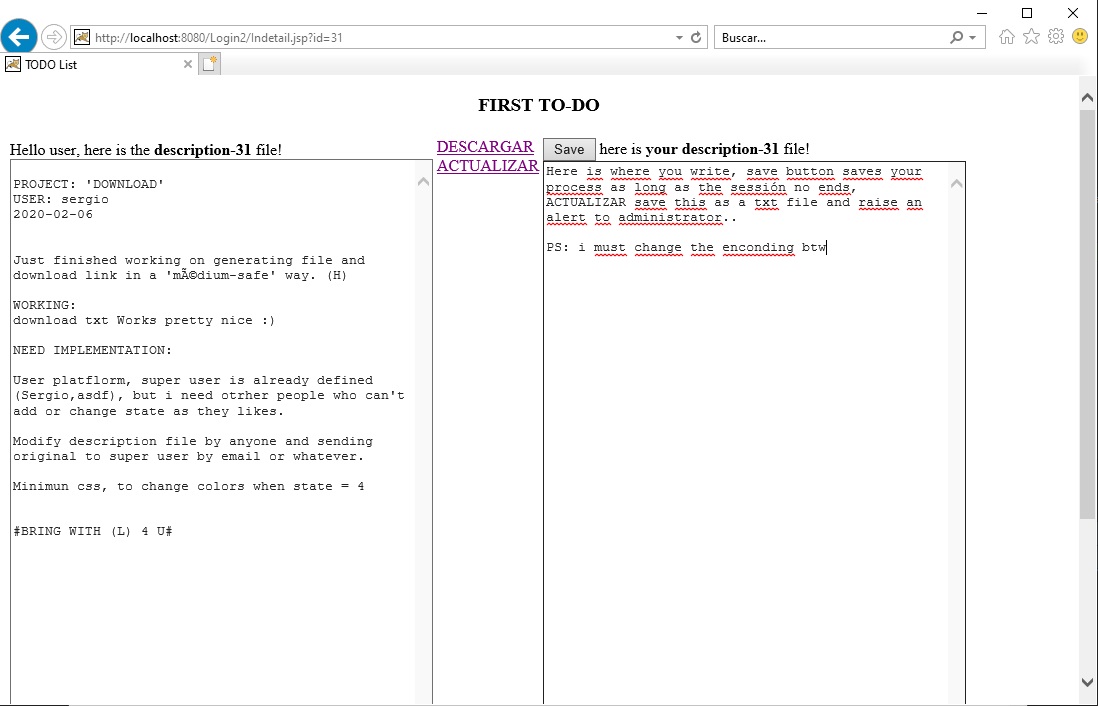 http://localhost:8080/Login2/Indetail.jsp?id=31
Buscar...
TODO List
FIRST TO-DO
Hello user, here is the description-31 file!
DESCARGAR
ACTUALIZAR
Save
here is your description-31 file!
PROJECT: 'DOWNLOAD'
USER: sergio
2020-02-06
Just finished working on generating file and
download link in a 'mÃ©dium-safe' way. (H)
WORKING:
download txt Works pretty nice :)
NEED IMPLEMENTATION:
User platflorm, super user is already defined
(Sergio,asdf), but i need otrher people who can't
add or change state as they likes.
Modify description file by anyone and sending
original to super user by email or whatever.
Minimun css, to change colors when state = 4
#BRING WITH (L) 4 U#
Here is where you write, save button saves your
process as long as the sessión no ends,
ACTUALIZAR save this as a txt file and raise an
alert to administrator..
PS: i must change the enconding btw